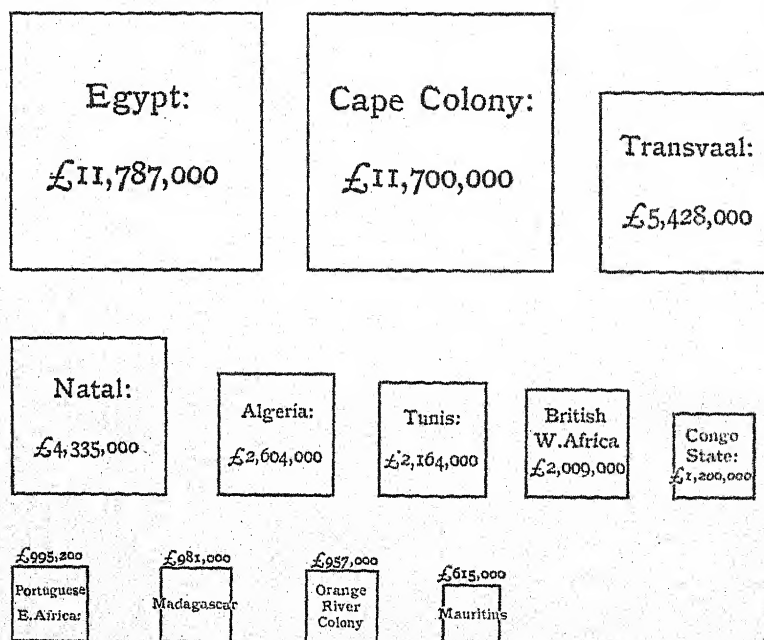 Egypt:
£11,787,000
Cape Colony:
£11,700,000
Transvaal:
£5,428,000
Natal:
£4,335,000
Algeria:
£2,604,000
Tunis:
£2,164,000
British
W.Africa
£2,009,000
Congo
State:
£1,200,000
£995,200
Portuguese
E.Africa:
£981,000
Madagascar
£957,000
Orange
River
Colony
£615,000
Mauritius